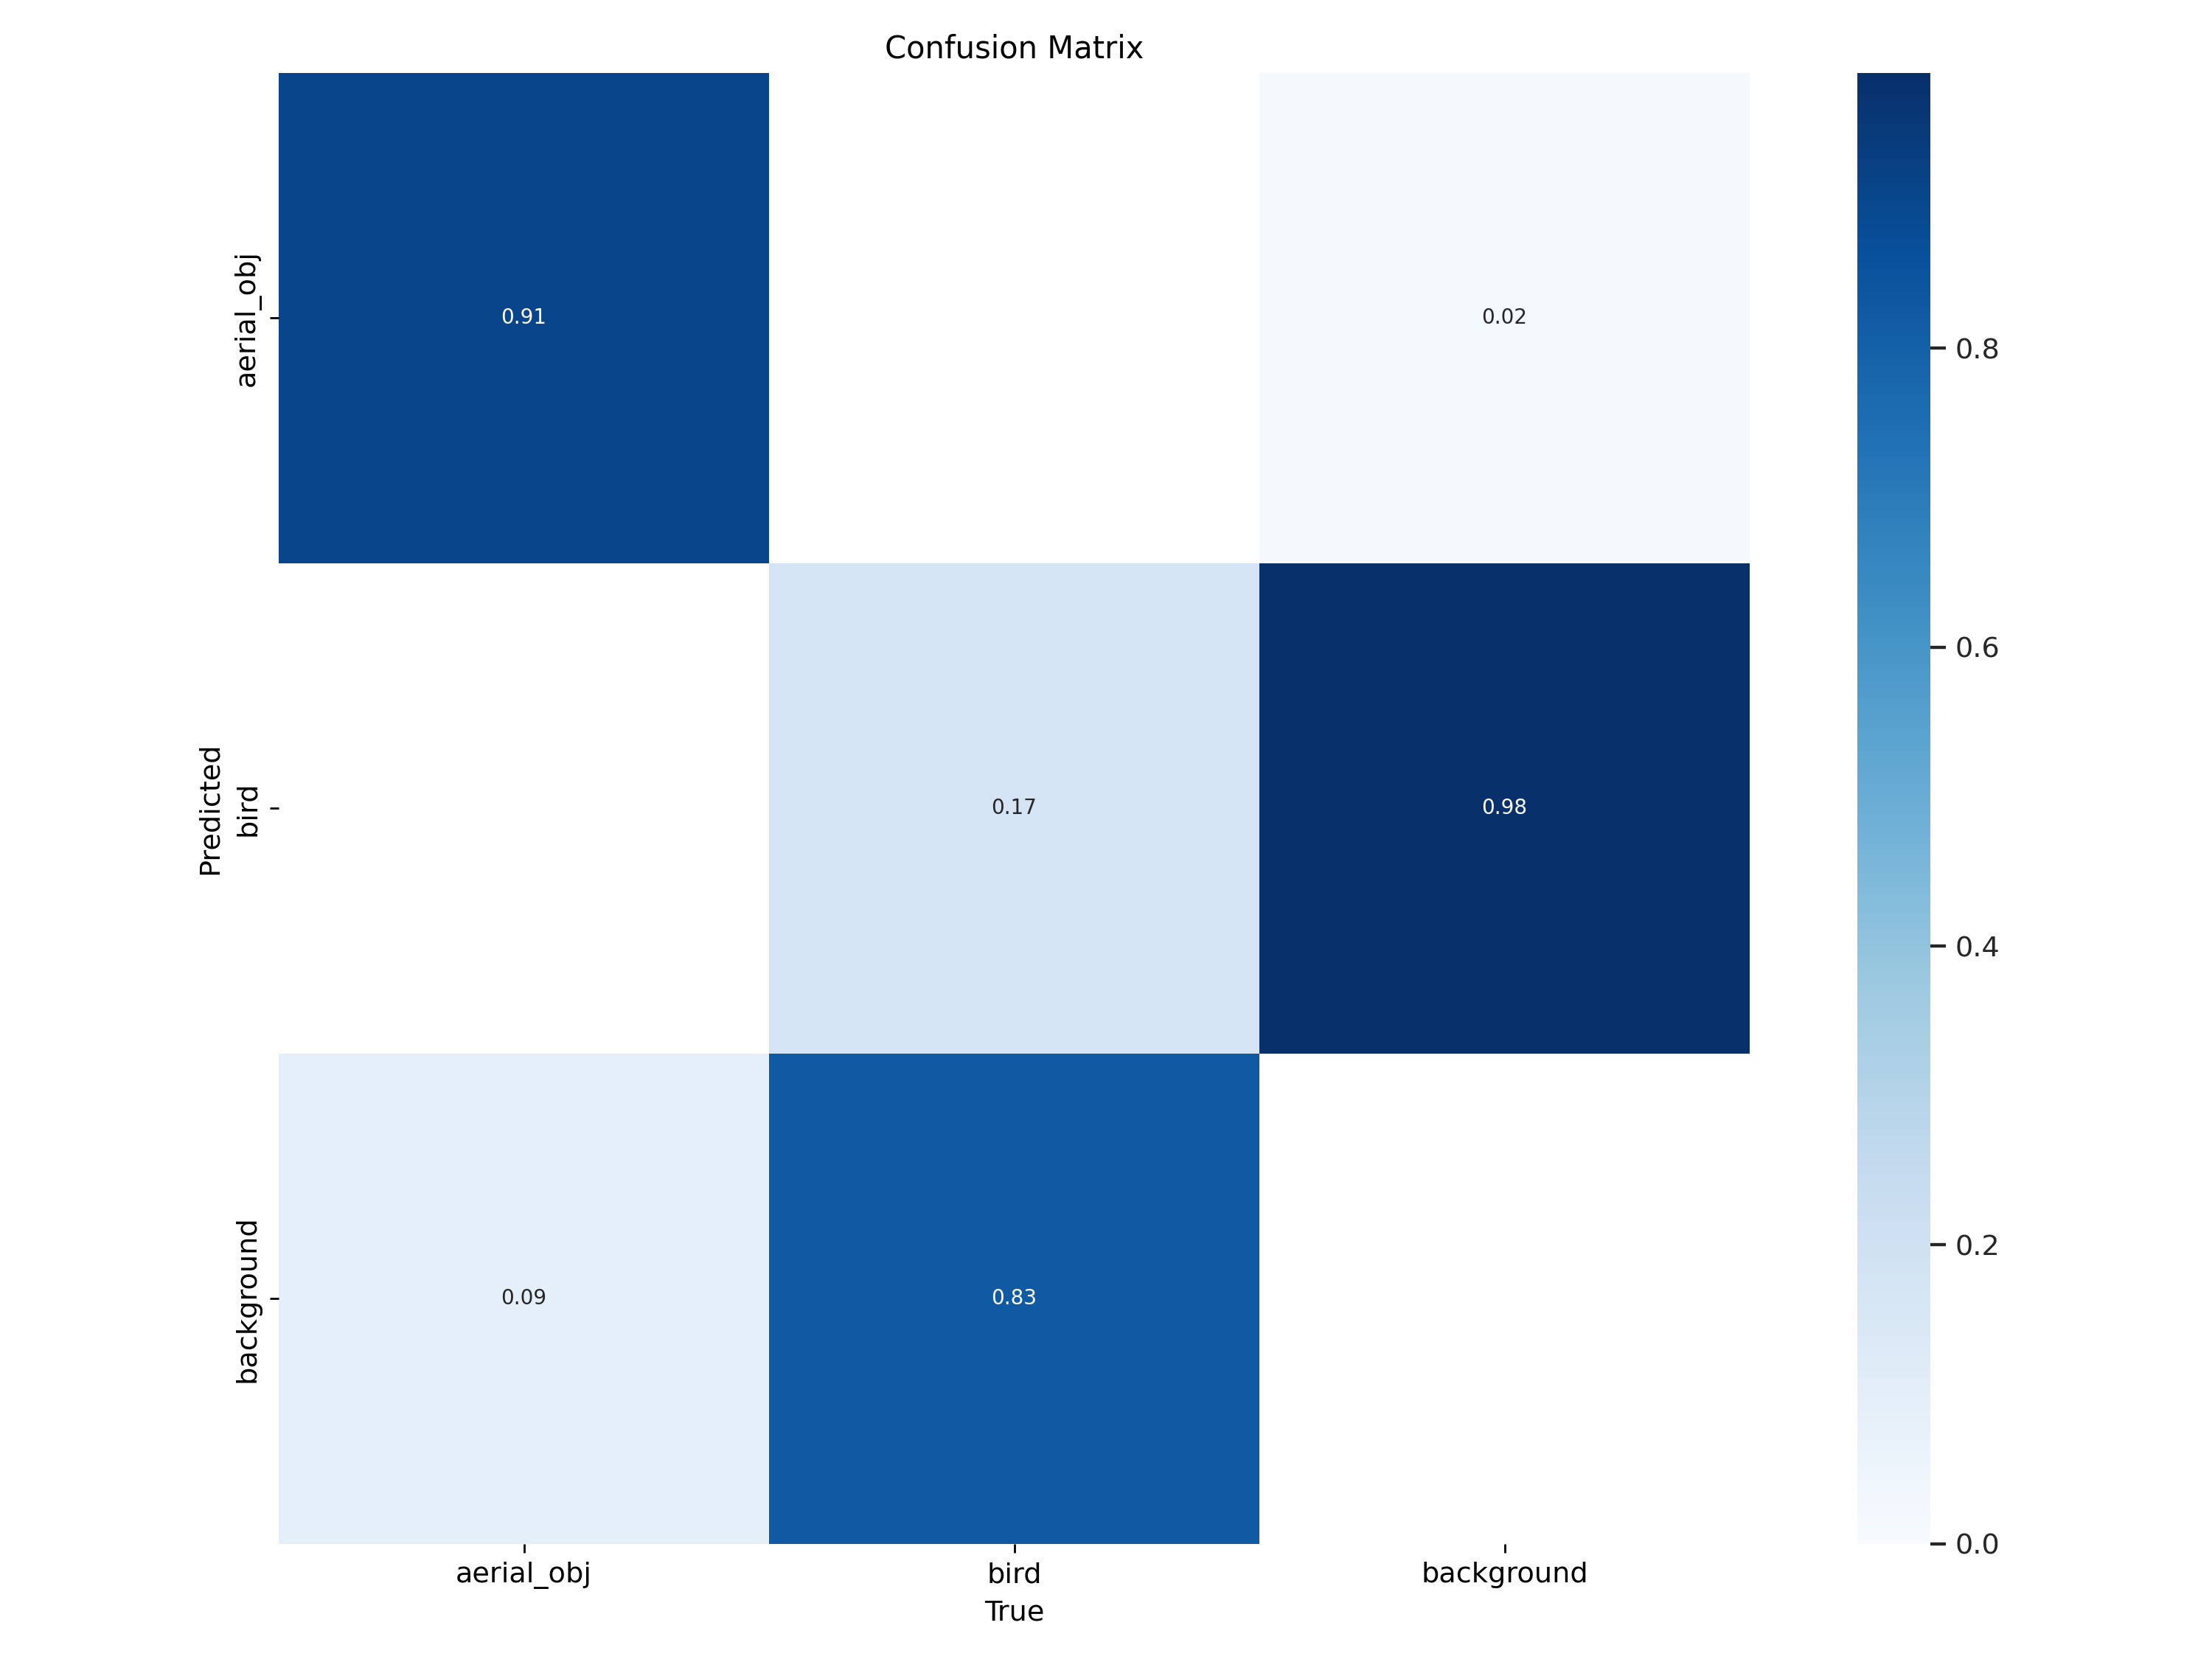 Confusion Matrix
aerial_obj
0.91
0.02
Predicted
bird
0.17
0.98
background
0.09
0.83
aerial_obj
bird
background
True
0.8
0.6
0.4
0.2
0.0